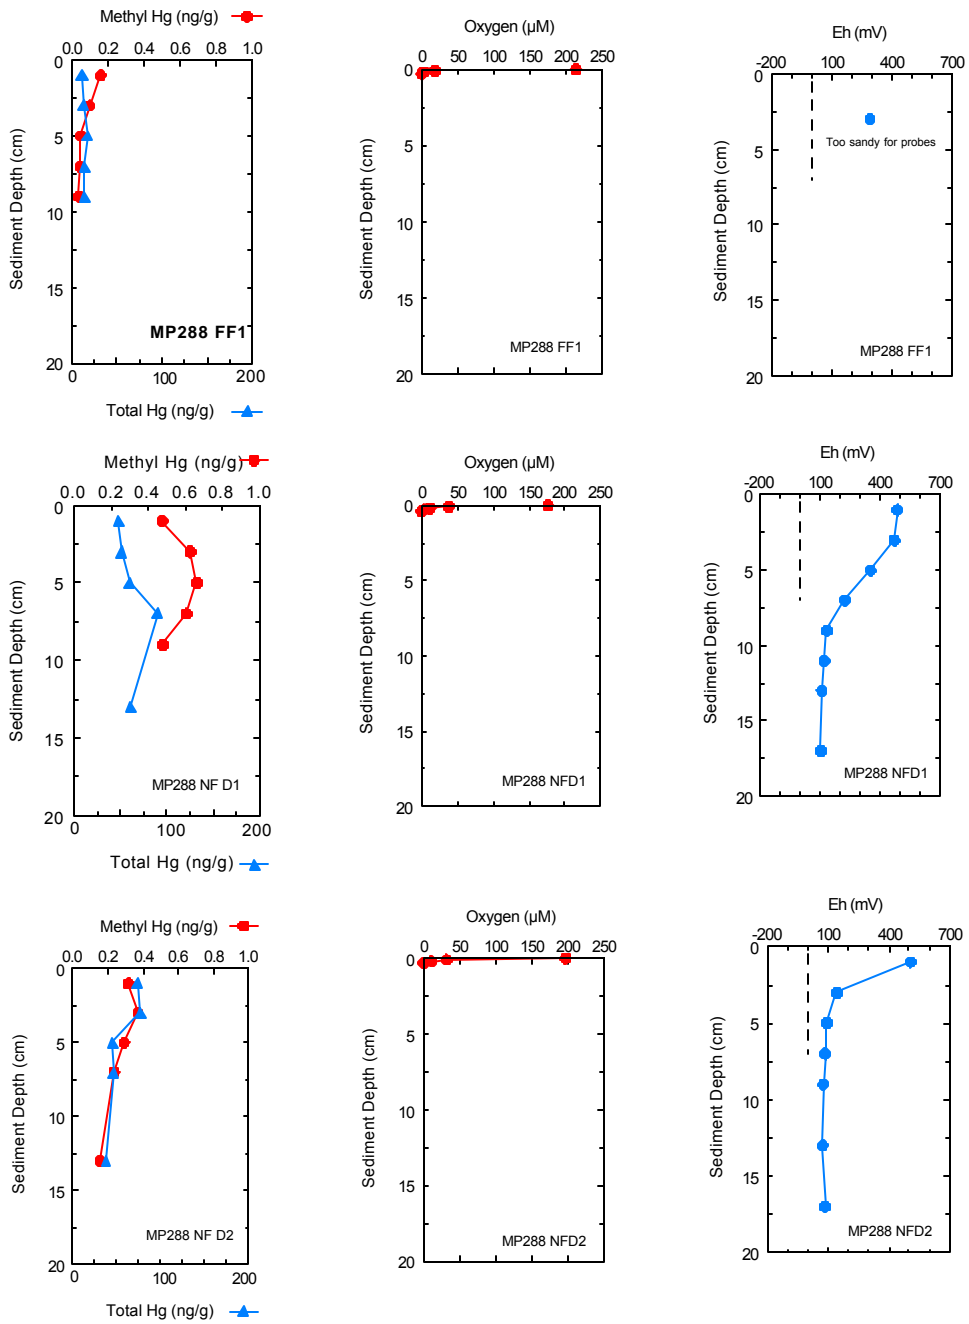 Methyl Hg (ng/g)
0.0 0.2 0.4 0.6 0.8 1.0
0
5
10
15
20
Sediment Depth (cm)
MP288 FF1
0 100 200
Total Hg (ng/g)
Oxygen (µM)
0 50 100 150 200 250
0
5
10
15
20
Sediment Depth (cm)
MP288 FF1
Eh (mV)
-200 100 400 700
0
5
10
15
20
Sediment Depth (cm)
Too sandy for probes
MP288 FF1
Methyl Hg (ng/g)
0.0 0.2 0.4 0.6 0.8 1.0
0
5
10
15
20
Sediment Depth (cm)
MP288 NF D1
0 100 200
Total Hg (ng/g)
Oxygen (µM)
0 50 100 150 200 250
0
5
10
15
20
Sediment Depth (cm)
MP288 NFD1
Eh (mV)
-200 100 400 700
0
5
10
15
20
Sediment Depth (cm)
MP288 NFD1
Methyl Hg (ng/g)
0.0 0.2 0.4 0.6 0.8 1.0
0
5
10
15
20
Sediment Depth (cm)
MP288 NF D2
0 100 200
Total Hg (ng/g)
Oxygen (µM)
0 50 100 150 200 250
0
5
10
15
20
Sediment Depth (cm)
MP288 NFD2
Eh (mV)
-200 100 400 700
0
5
10
15
20
Sediment Depth (cm)
MP288 NFD2